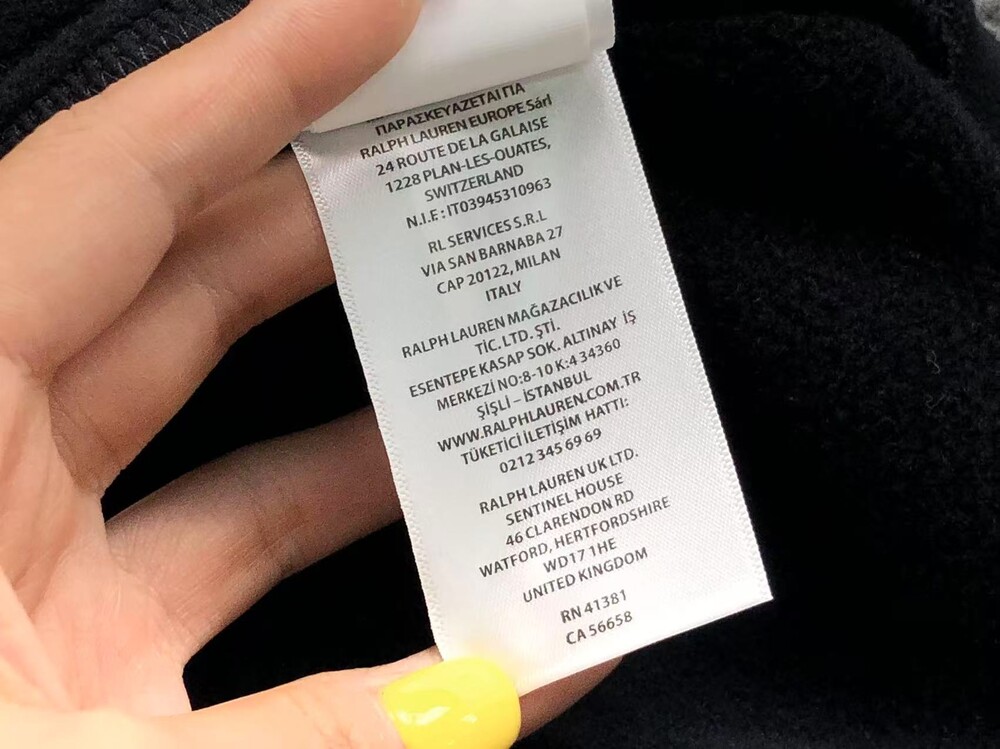 ΠΑΡΑΣΚΕΥΑΖΕΤΑΙ ΓΙΑ
RALPH LAUREN EUROPE Sárl
24 ROUTE DE LA GALAISE
1228 PLAN-LES-OUATES,
SWITZERLAND
N.I.F.: IT03945310963
RL SERVICES S.R.L
VIA SAN BARNABA 27
CAP 20122, MILAN
ITALY
RALPH LAUREN MAĞAZACILIK VE
TİC. LTD. ŞTİ.
ESENTEPE KASAP SOK. ALTINAY İŞ
MERKEZİ NO:8-10 K:4 34360
ŞİŞLİ – İSTANBUL
WWW.RALPHLAUREN.COM.TR
TÜKETİCİ İLETİŞİM HATTI:
0212 345 69 69
RALPH LAUREN UK LTD.
SENTINEL HOUSE
46 CLARENDON RD
WATFORD, HERTFORDSHIRE
WD17 1HE
UNITED KINGDOM
RN 41381
CA 56658